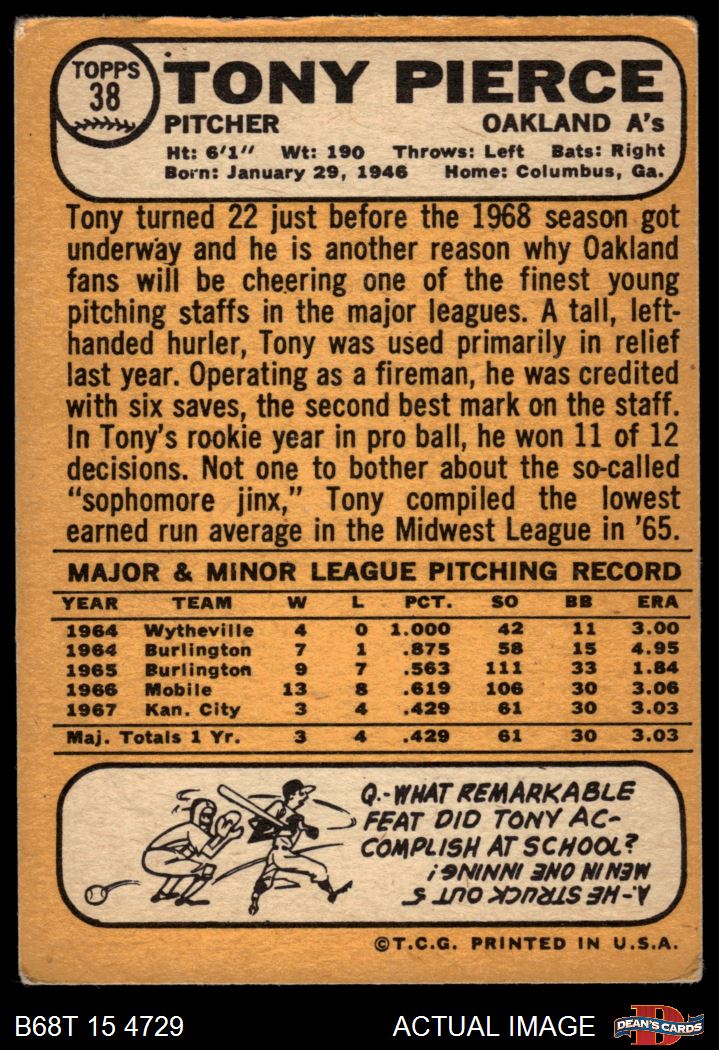 TOPPS
38
TONY PIERCE
PITCHER OAKLAND A's
Ht: 6'1" Wt: 190 Throws: Left Bats: Right
Born: January 29, 1946 Home: Columbus, Ga.
Tony turned 22 just before the 1968 season got
underway and he is another reason why Oakland
fans will be cheering one of the finest young
pitching staffs in the major leagues. A tall, left-
handed hurler, Tony was used primarily in relief
last year. Operating as a fireman, he was credited
with six saves, the second best mark on the staff.
In Tony's rookie year in pro ball, he won 11 of 12
decisions. Not one to bother about the so-called
"sophomore jinx," Tony compiled the lowest
earned run average in the Midwest League in '65.
MAJOR & MINOR LEAGUE PITCHING RECORD
YEAR TEAM W L PCT. SO BB ERA
1964 Wytheville 4 0 1.000 42 11 3.00
1964 Burlington 7 1 .875 58 15 4.95
1965 Burlington 9 7 .563 111 33 1.84
1966 Mobile 13 8 .619 106 30 3.06
1967 Kan. City 3 4 .429 61 30 3.03
Maj. Totals 1 Yr. 3 4 .429 61 30 3.03
Q.-WHAT REMARKABLE
FEAT DID TONY AC-
COMPLISH AT SCHOOL?
A.-HE STRUCK OUT 5
MEN IN ONE INNING!
©T.C.G. PRINTED IN U.S.A.
B68T 15 4729 ACTUAL IMAGE DEAN'S CARDS